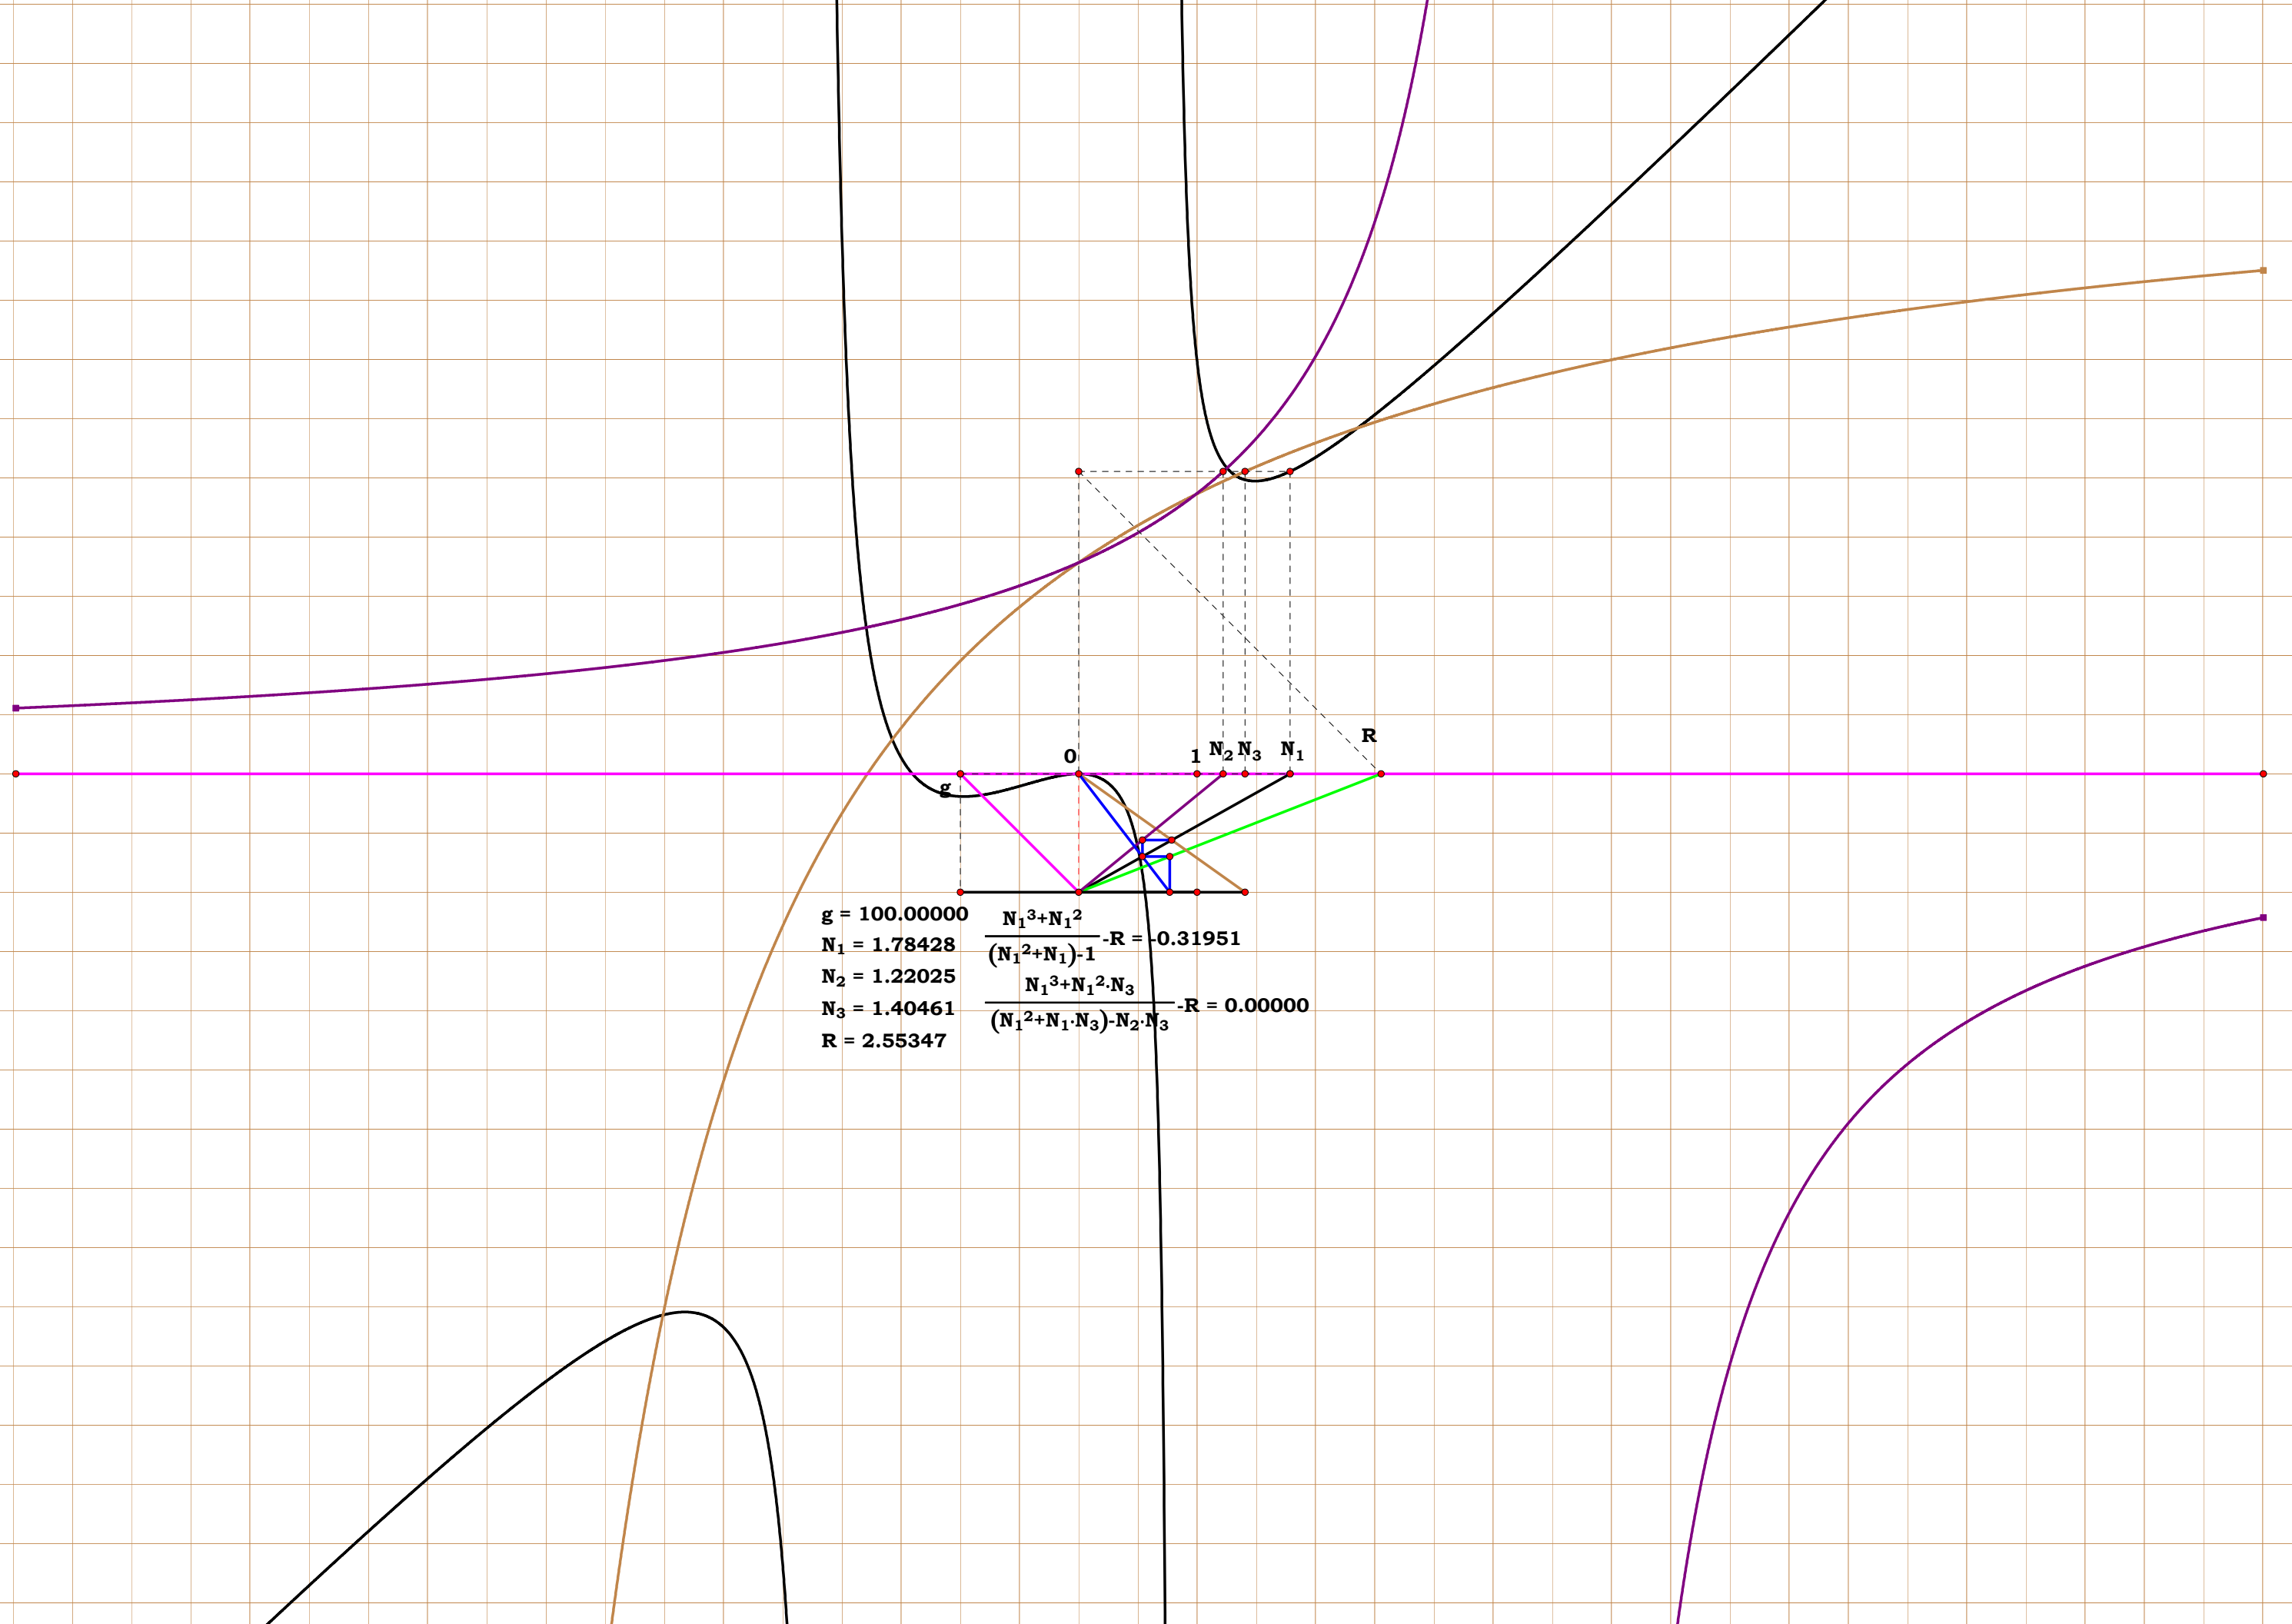 R
0
1 N₂ N₃ N₁
g
g = 100.00000
N₁ = 1.78428
N₂ = 1.22025
N₃ = 1.40461
R = 2.55347
N₁³+N₁²
(N₁²+N₁)-1
-R = -0.31951
N₁³+N₁²·N₃
(N₁²+N₁·N₃)-N₂·N₃
-R = 0.00000